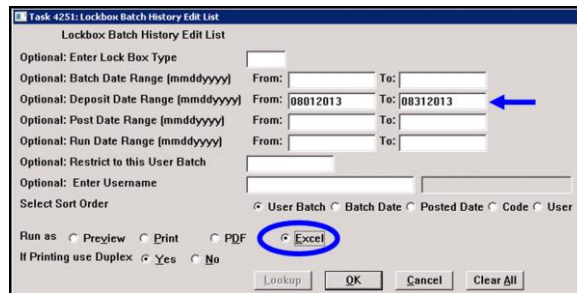 Task 4251: Lockbox Batch History Edit List
Lockbox Batch History Edit List
Optional: Enter Lock Box Type
Optional: Batch Date Range (mmddyyyy) From: To:
Optional: Deposit Date Range (mmddyyyy) From: 08012013 To: 08312013
Optional: Post Date Range (mmddyyyy) From: To:
Optional: Run Date Range (mmddyyyy) From: To:
Optional: Restrict to this User Batch
Optional: Enter Username
Select Sort Order User Batch Batch Date Posted Date Code User
Run as Preview Print PDF Excel
If Printing use Duplex Yes No
Lookup OK Cancel Clear All